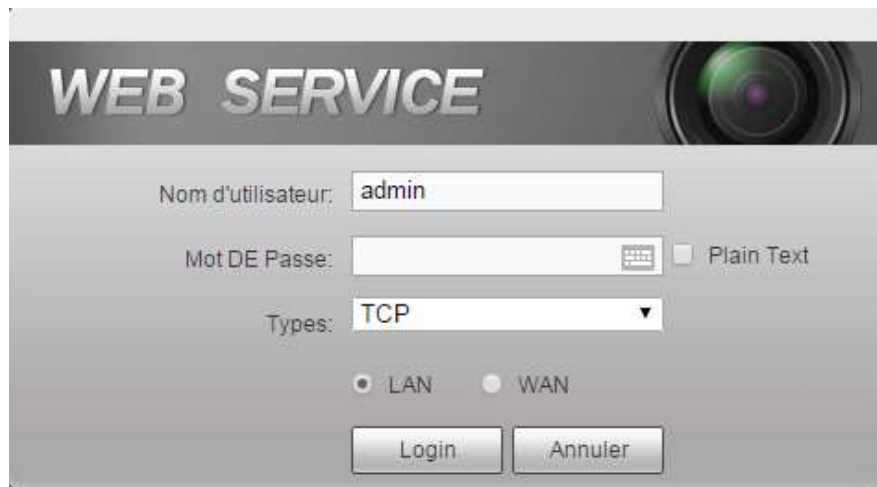 WEB SERVICE
Nom d'utilisateur: admin
Mot DE Passe: Plain Text
Types: TCP
LAN WAN
Login Annuler